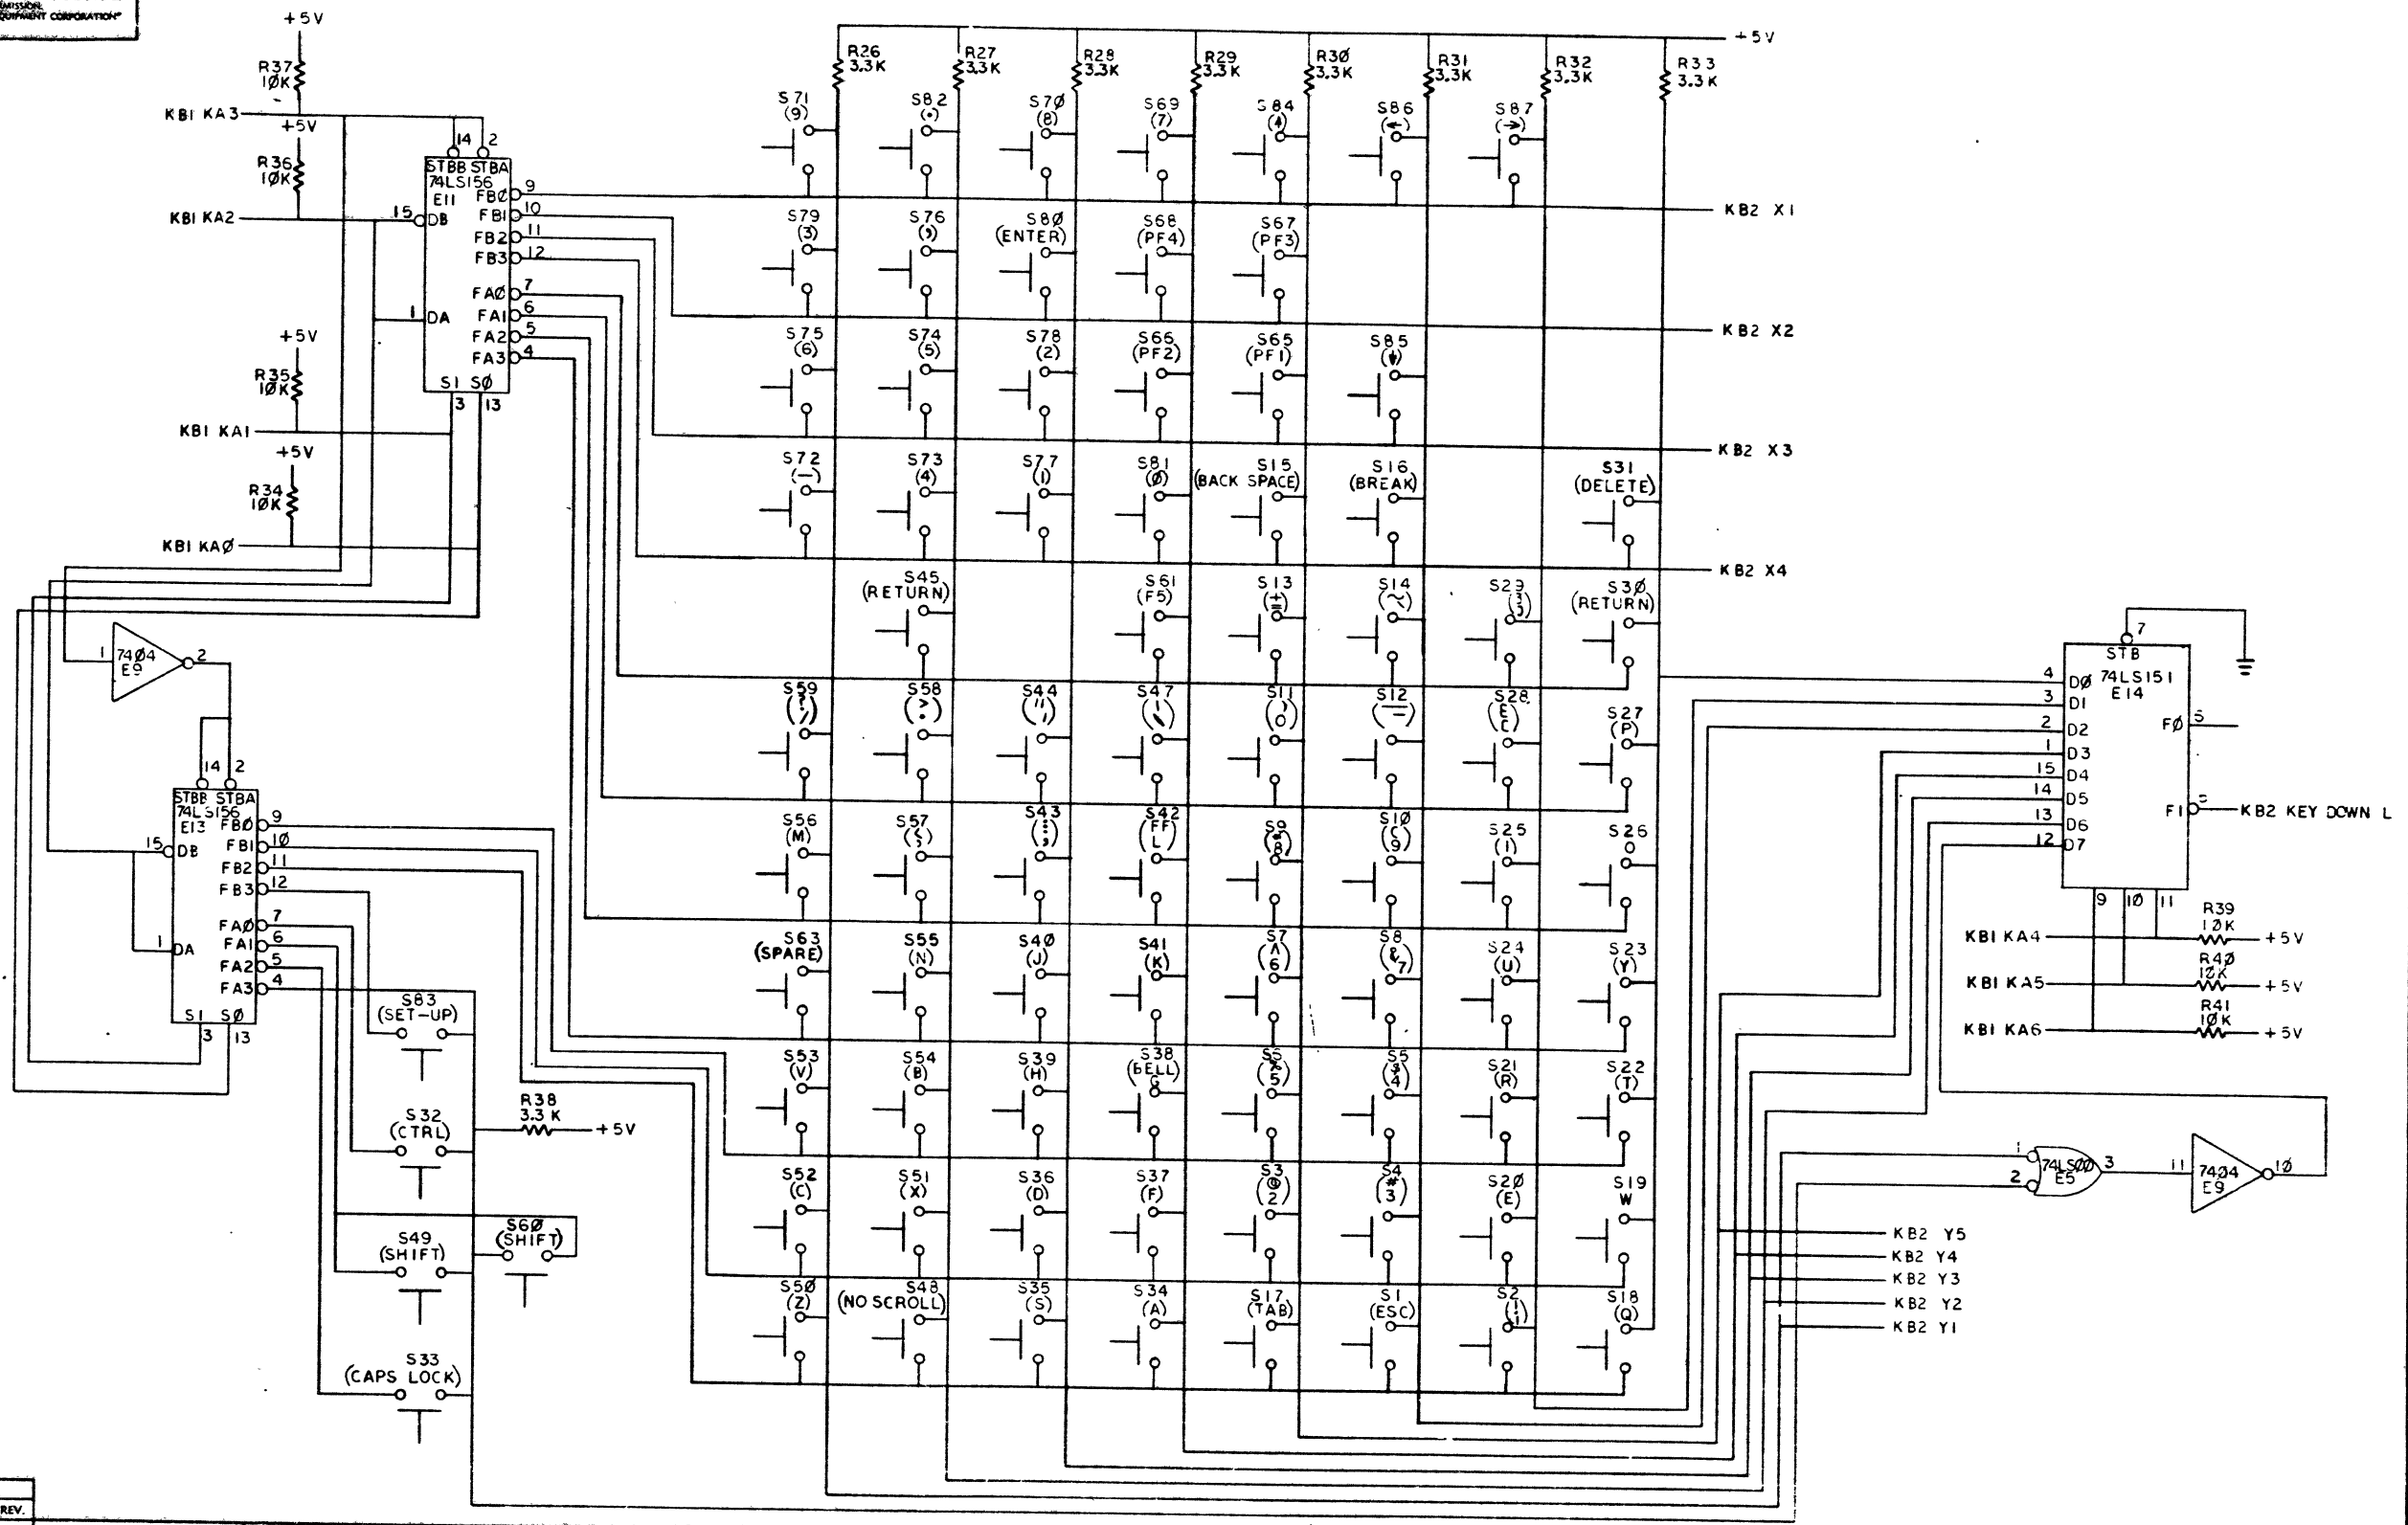 EQUIPMENT CORPORATION"
+5V
R37
10K
KB1 KA3
+5V
R36
10K
KB1 KA2
+5V
R35
10K
KB1 KA1
+5V
R34
10K
KB1 KAØ
14 2
STBB STBA
74LS156
E11
FBØ 9
15 DB
FB1 10
FB2 11
FB3 12
FAØ 7
FA1 6
1 DA
FA2 5
FA3 4
S1 SØ
3 13
1 74Ø4 2
E9
14 2
STBB STBA
74LS156
E13
FBØ 9
15 DB
FB1 1Ø
FB2 11
FB3 12
FAØ 7
FA1 6
1 DA
FA2 5
FA3 4
S1 SØ
3 13
S83
(SET-UP)
R38
3.3 K
+5V
S32
(CTRL)
S49
(SHIFT)
S6Ø
(SHIFT)
S33
(CAPS LOCK)
REV.
R26
3.3K
R27
3.3K
R28
3.3K
R29
3.3K
R3Ø
3.3K
R31
3.3K
R32
3.3K
R33
3.3K
+5V
S71 S82 S7Ø S69 S84 S86 S87
(9) (•) (8) (7) (↑) (←) (→)
KB2 X1
S79 S76 S8Ø S68 S67
(3) (,) (ENTER) (PF4) (PF3)
KB2 X2
S75 S74 S78 S66 S65 S85
(6) (5) (2) (PF2) (PF1) (↓)
KB2 X3
S72 S73 S77 S81 S15 S16 S31
(—) (4) (1) (Ø) (BACK SPACE) (BREAK) (DELETE)
KB2 X4
S45 S61 S13 S14 S29 S3Ø
(RETURN) (F5) (RETURN)
S59 S58 S44 S47 S11 S12 S28 S27
(P)
S56 S57 S43 S42 S9 S1Ø S25 S26
(M) (FF L) (8) (9) (I) O
S63 S55 S4Ø S41 S7 S8 S24 S23
(SPARE) (N) (J) (K) (∧ 6) (& 7) (U) (Y)
S53 S54 S39 S38 S5 S21 S22
(V) (B) (H) (BELL G) (% 5) ($ 4) (R) (T)
S52 S51 S36 S37 S3 S4 S2Ø S19
(C) (X) (D) (F) (@ 2) (# 3) (E) W
S5Ø S48 S35 S34 S17 S1 S2 S18
(Z) (NO SCROLL) (S) (A) (TAB) (ESC) (! 1) (Q)
7
STB
74LS151
E14
4 DØ
3 D1
2 D2
1 D3
15 D4
14 D5
13 D6
12 D7
FØ
F1
KB2 KEY DOWN L
9 10 11
R39
KB1 KA4
+5V
R4Ø
KB1 KA5
+5V
R41
1ØK
KB1 KA6
+5V
1
2
74LS00 3
E5
11 74Ø4 1Ø
E9
KB2 Y5
KB2 Y4
KB2 Y3
KB2 Y2
KB2 Y1